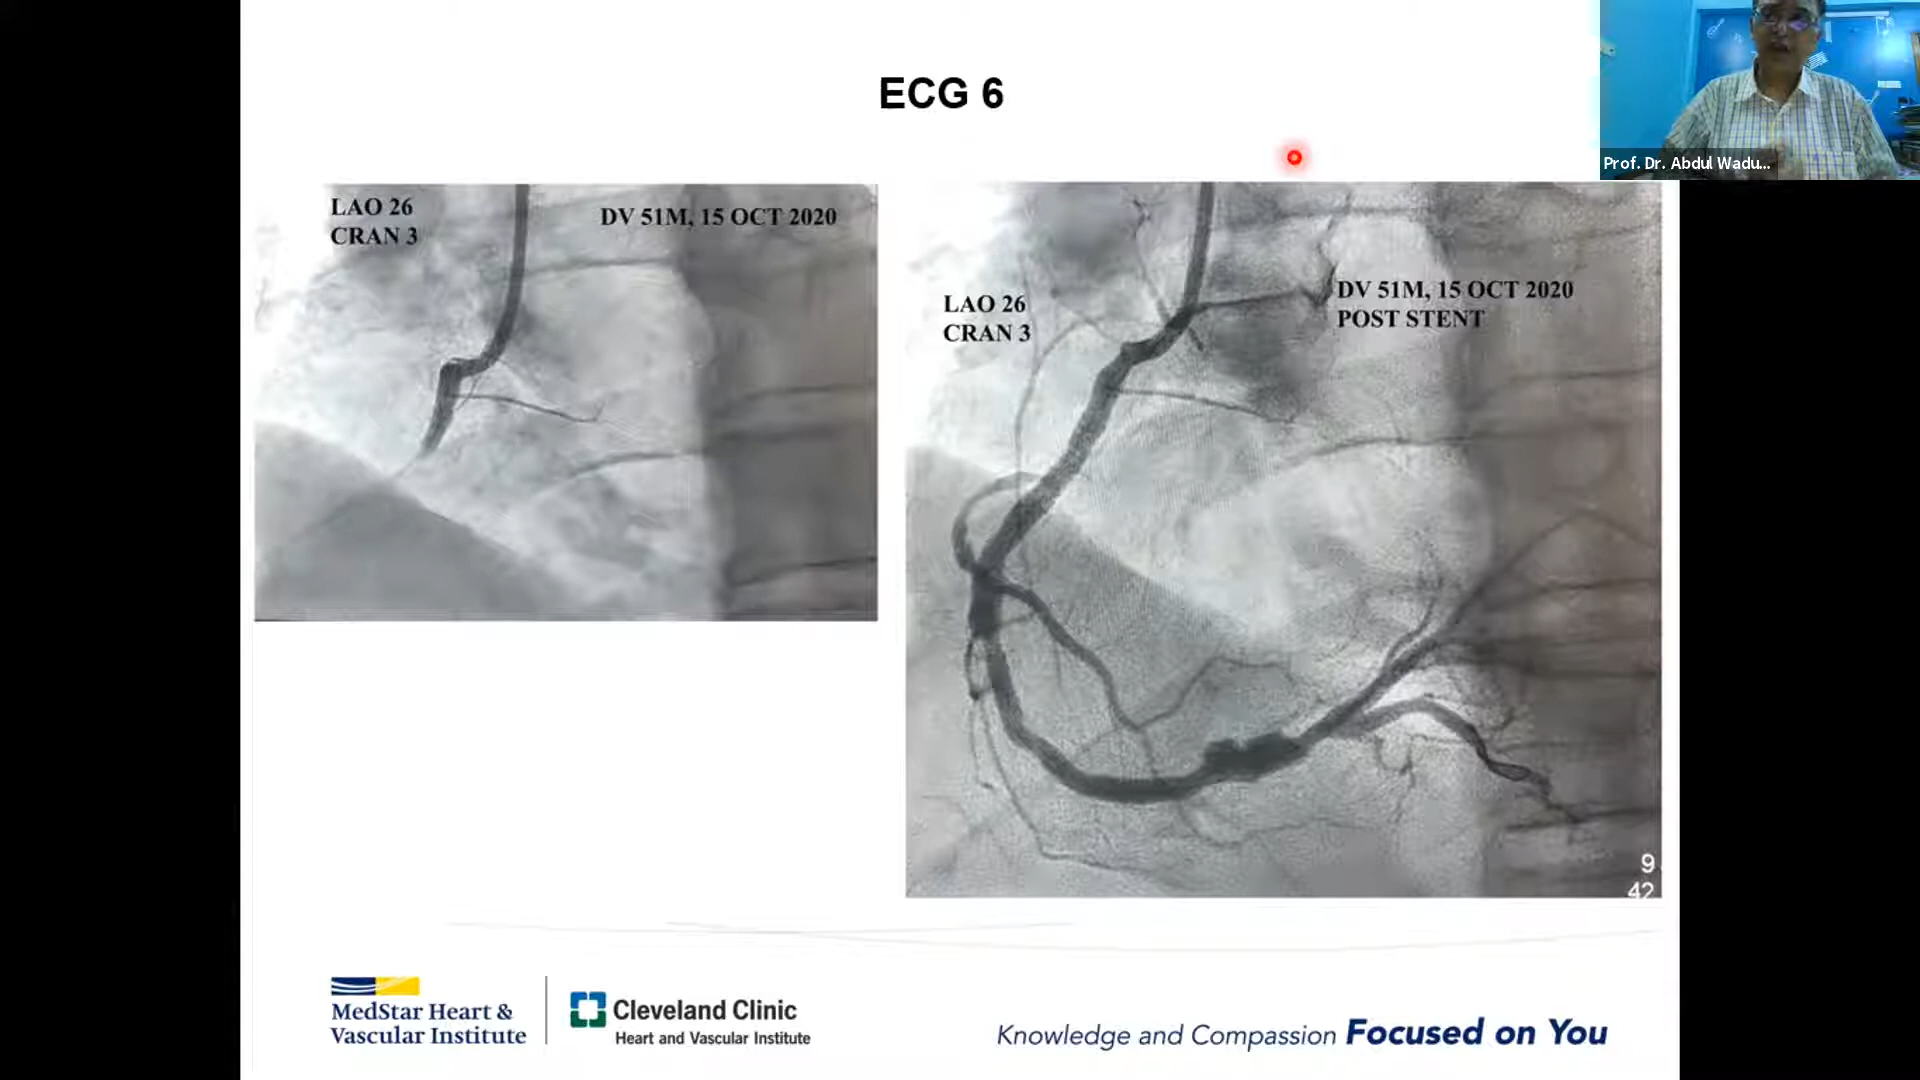 ECG 6
Prof. Dr. Abdul Wadu...
LAO 26
CRAN 3
DV 51M, 15 OCT 2020
LAO 26
CRAN 3
DV 51M, 15 OCT 2020
POST STENT
9
42
MedStar Heart &
Vascular Institute
Cleveland Clinic
Heart and Vascular Institute
Knowledge and Compassion Focused on You